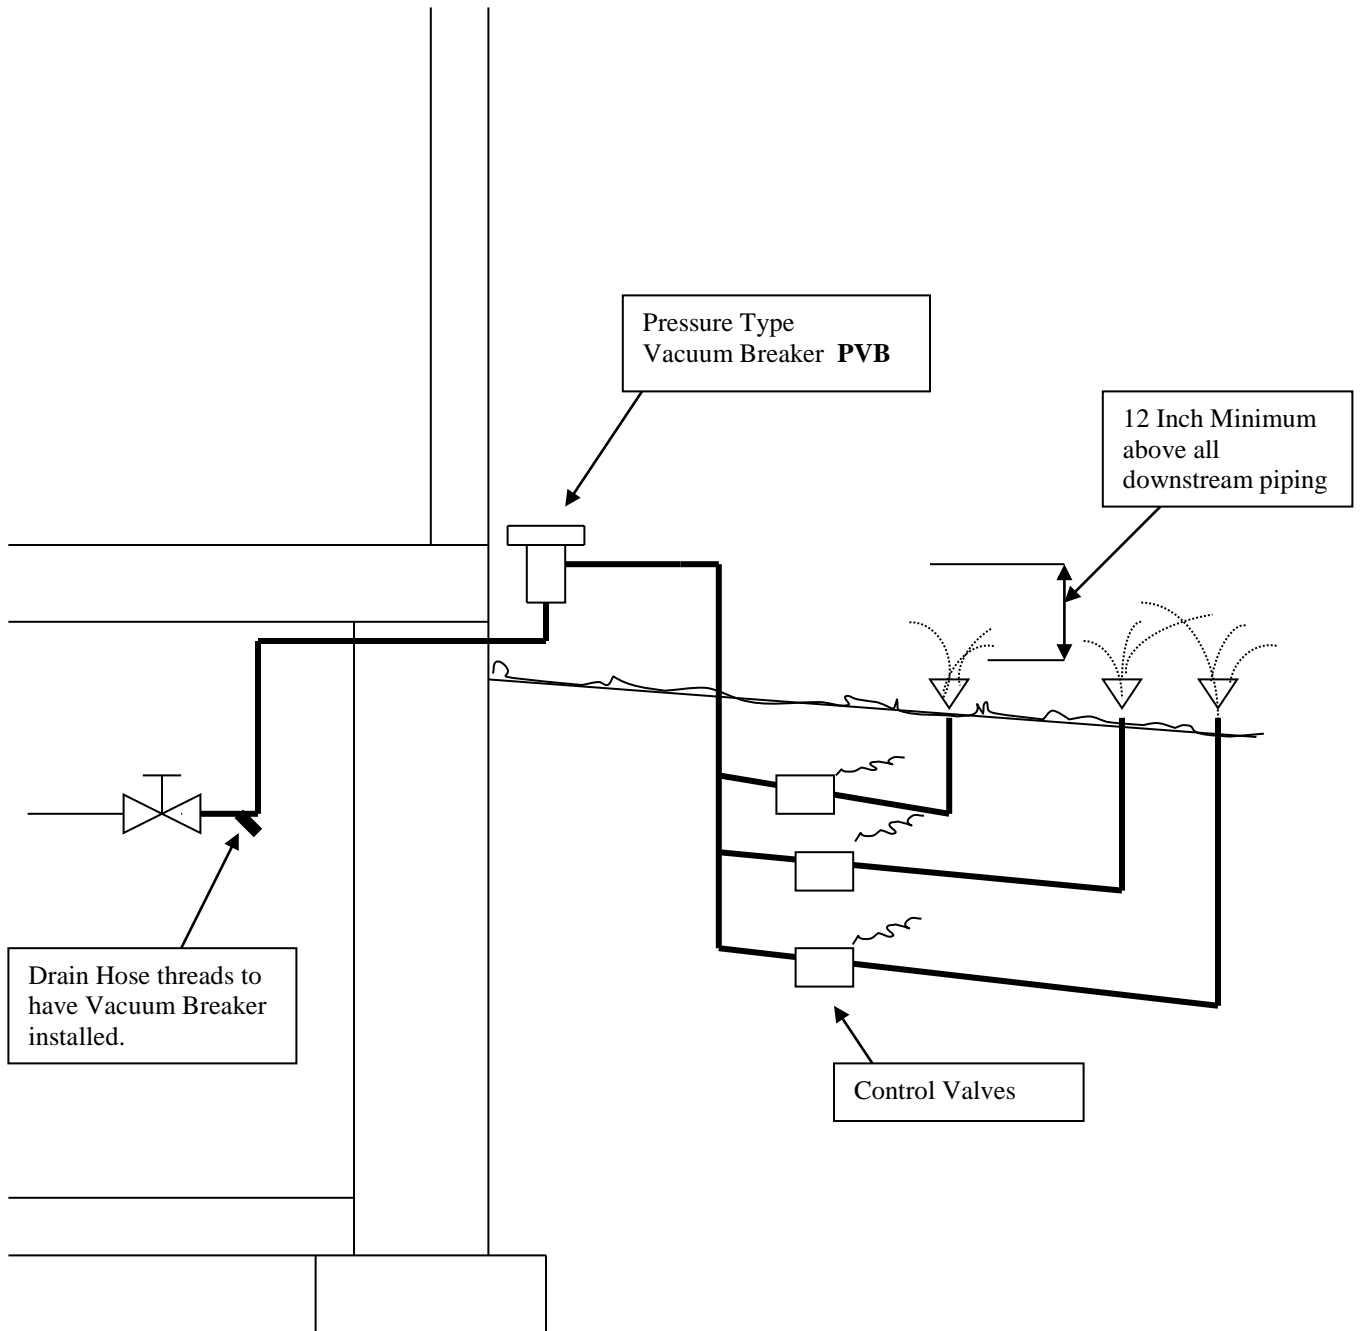 Pressure Type
Vacuum Breaker PVB
12 Inch Minimum
above all
downstream piping
Drain Hose threads to
have Vacuum Breaker
installed.
Control Valves